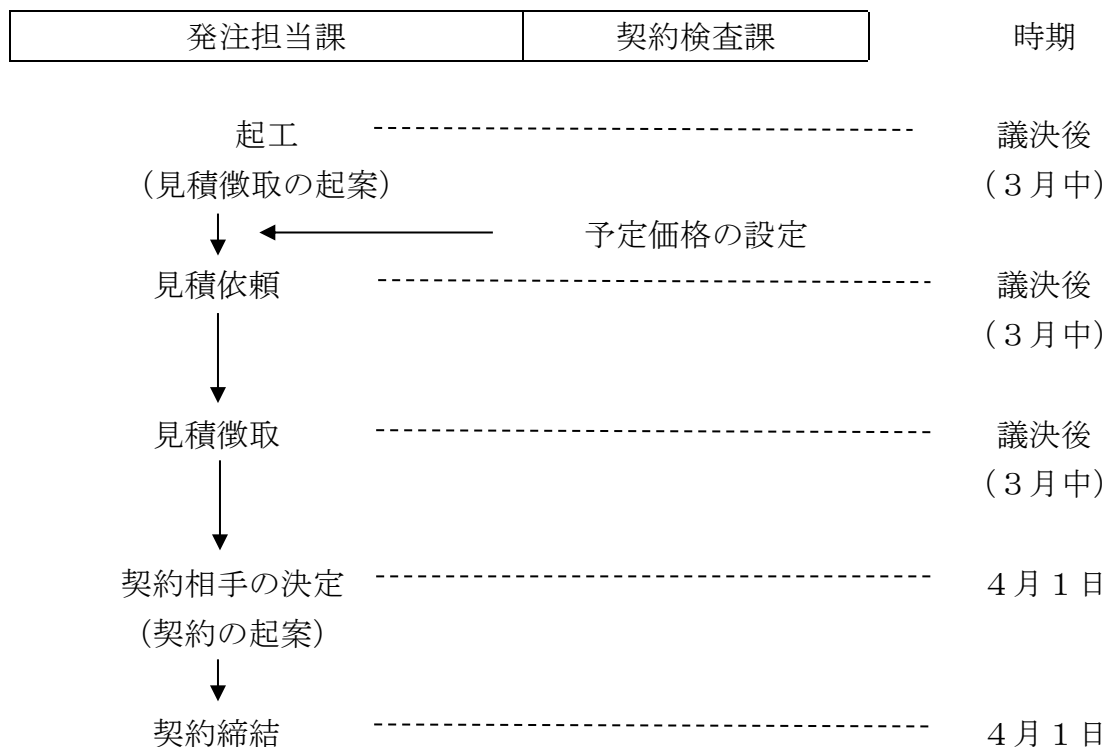 発注担当課 契約検査課 時期
起工 議決後
（見積徴取の起案） （３月中）
予定価格の設定
見積依頼 議決後
（３月中）
見積徴取 議決後
（３月中）
契約相手の決定 ４月１日
（契約の起案）
契約締結 ４月１日